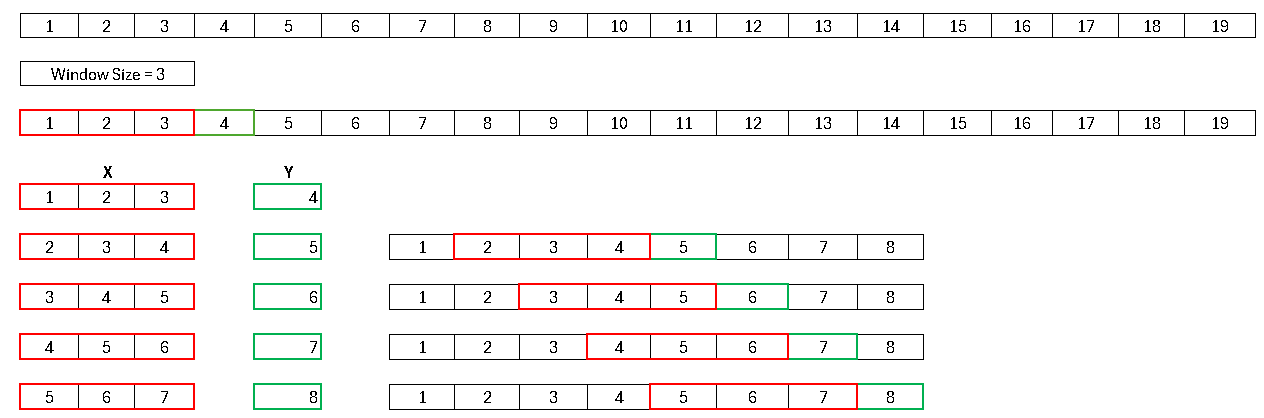 1 2 3 4 5 6 7 8 9 10 11 12 13 14 15 16 17 18 19
Window Size = 3
1 2 3 4 5 6 7 8 9 10 11 12 13 14 15 16 17 18 19
X Y
1 2 3 4
2 3 4 5 1 2 3 4 5 6 7 8
3 4 5 6 1 2 3 4 5 6 7 8
4 5 6 7 1 2 3 4 5 6 7 8
5 6 7 8 1 2 3 4 5 6 7 8